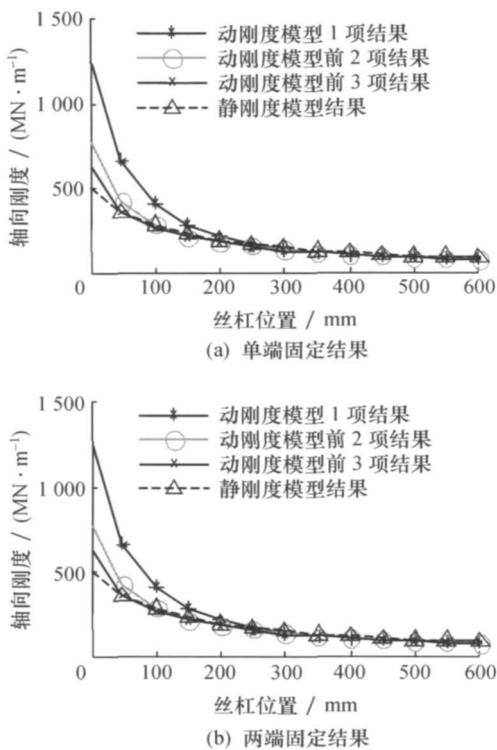 1 500
动刚度模型 1 项结果
动刚度模型前 2 项结果
动刚度模型前 3 项结果
静刚度模型结果
1 000
500
轴向刚度 / (MN · m⁻¹)
0 100 200 300 400 500 600
丝杠位置 / mm
(a) 单端固定结果
1 500
动刚度模型 1 项结果
动刚度模型前 2 项结果
动刚度模型前 3 项结果
静刚度模型结果
1 000
500
轴向刚度 / (MN · m⁻¹)
0 100 200 300 400 500 600
丝杠位置 / mm
(b) 两端固定结果